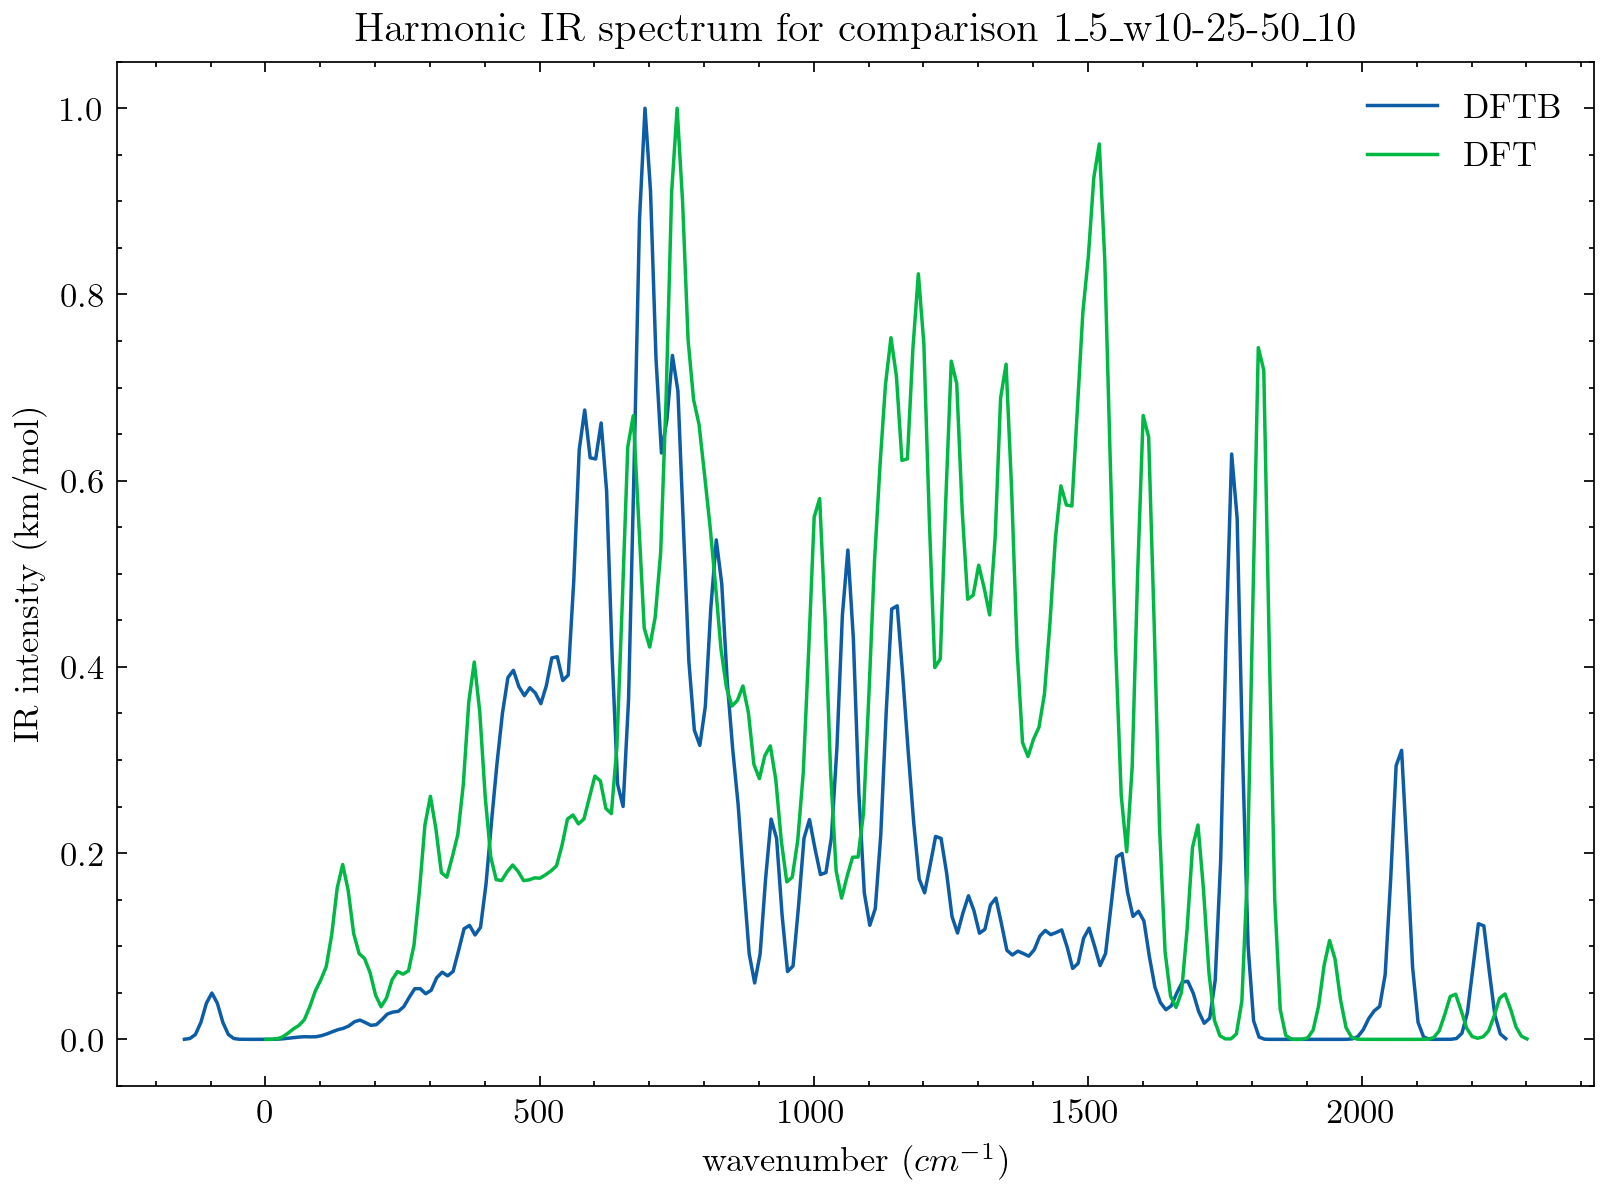 Harmonic IR spectrum for comparison 1_5_w10-25-50_10
DFTB
DFT
1.0
0.8
0.6
0.4
0.2
0.0
IR intensity (km/mol)
0 500 1000 1500 2000
wavenumber (cm⁻¹)